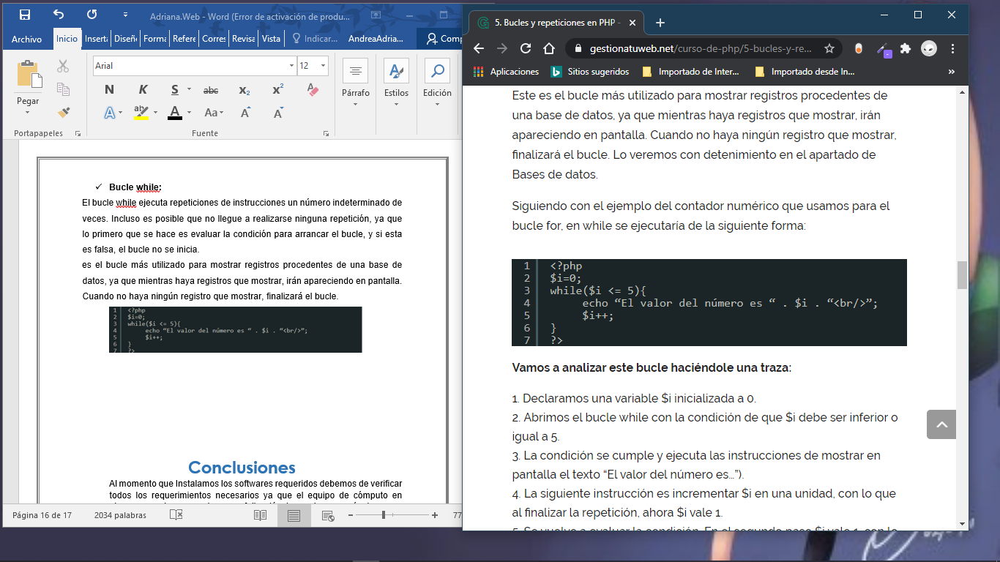 Adriana.Web - Word (Error de activación de produ...
Archivo Inicio Insert Diseñ Forma Refere Corres Revisa Vista Indicar... AndreaAdria... Comp
Pegar
Portapapeles
Arial 12
N K S abc x₂ x²
A ab A Aa A A
Fuente
Párrafo Estilos Edición
✓ Bucle while:
El bucle while ejecuta repeticiones de instrucciones un número indeterminado de
veces. Incluso es posible que no llegue a realizarse ninguna repetición, ya que
lo primero que se hace es evaluar la condición para arrancar el bucle, y si esta
es falsa, el bucle no se inicia.
es el bucle más utilizado para mostrar registros procedentes de una base de
datos, ya que mientras haya registros que mostrar, irán apareciendo en pantalla.
Cuando no haya ningún registro que mostrar, finalizará el bucle.
1 <?php
2 $i=0;
3 while($i <= 5){
4 echo “El valor del número es “ . $i . “<br/>”;
5 $i++;
6 }
7 ?>
Conclusiones
Al momento que Instalamos los softwares requeridos debemos de verificar
todos los requerimientos necesarios ya que el equipo de cómputo en
Página 16 de 17 2034 palabras 77
5. Bucles y repeticiones en PHP -
gestionatuweb.net/curso-de-php/5-bucles-y-re...
Aplicaciones Sitios sugeridos Importado de Inter... Importado desde In... »
Este es el bucle más utilizado para mostrar registros procedentes de
una base de datos, ya que mientras haya registros que mostrar, irán
apareciendo en pantalla. Cuando no haya ningún registro que mostrar,
finalizará el bucle. Lo veremos con detenimiento en el apartado de
Bases de datos.
Siguiendo con el ejemplo del contador numérico que usamos para el
bucle for, en while se ejecutaría de la siguiente forma:
1 <?php
2 $i=0;
3 while($i <= 5){
4 echo “El valor del número es “ . $i . “<br/>”;
5 $i++;
6 }
7 ?>
Vamos a analizar este bucle haciéndole una traza:
1. Declaramos una variable $i inicializada a 0.
2. Abrimos el bucle while con la condición de que $i debe ser inferior o
igual a 5.
3. La condición se cumple y ejecuta las instrucciones de mostrar en
pantalla el texto “El valor del número es…”).
4. La siguiente instrucción es incrementar $i en una unidad, con lo que
al finalizar la repetición, ahora $i vale 1.
5. Se vuelve a evaluar la condición. En el segundo paso $i vale 1, con lo